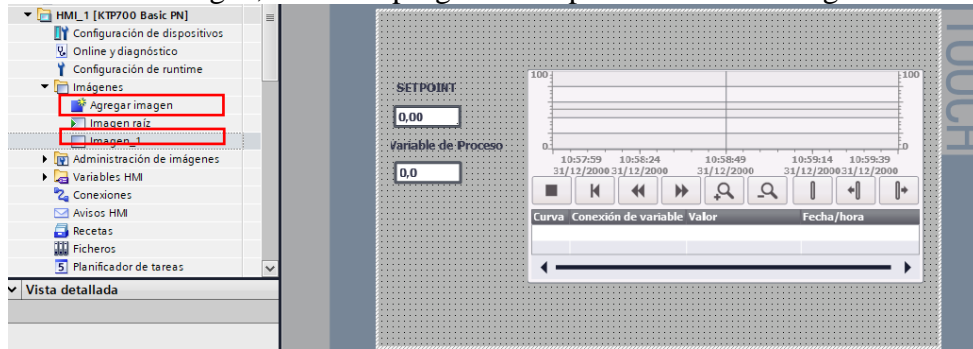 HMI_1 [KTP700 Basic PN]
Configuración de dispositivos
Online y diagnóstico
Configuración de runtime
Imágenes
Agregar imagen
Imagen raíz
Imagen_1
Administración de imágenes
Variables HMI
Conexiones
Avisos HMI
Recetas
Ficheros
Planificador de tareas
Vista detallada
SETPOINT
0,00
Variable de Proceso
0,0
100 100
0 0
10:57:59 10:58:24 10:58:49 10:59:14 10:59:39
31/12/2000 31/12/2000 31/12/2000 31/12/2000 31/12/2000
Curva Conexión de variable Valor Fecha/hora
TOUCH